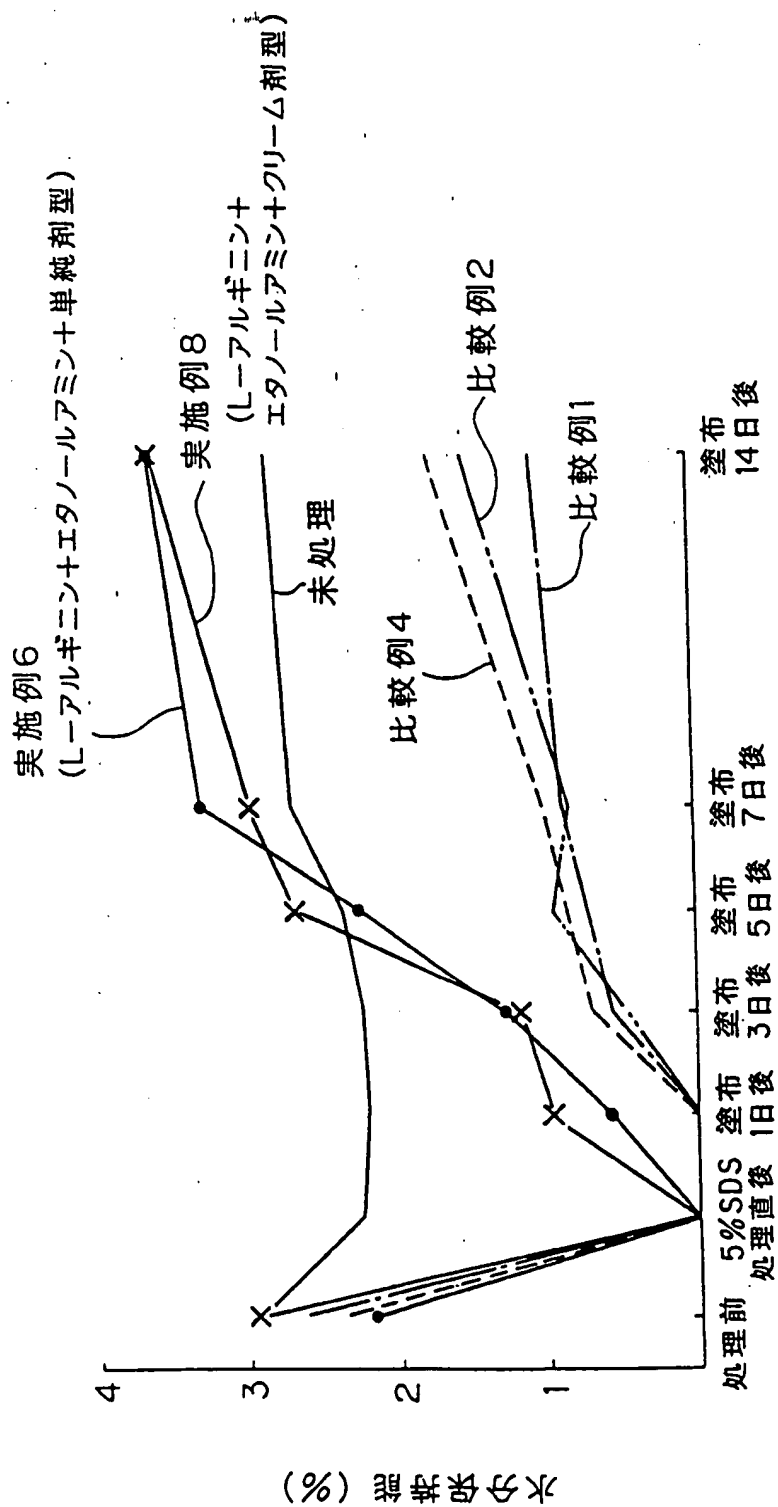 実施例6
(L-アルギニン+エタノールアミン+単純剤型)
実施例8
(L-アルギニン+
エタノールアミン+クリーム剤型)
未処理
比較例4
比較例2
比較例1
水分保持能 (%)
4
3
2
1
処理前
5%SDS
処理直後
塗布
1日後
塗布
3日後
塗布
5日後
塗布
7日後
塗布
14日後